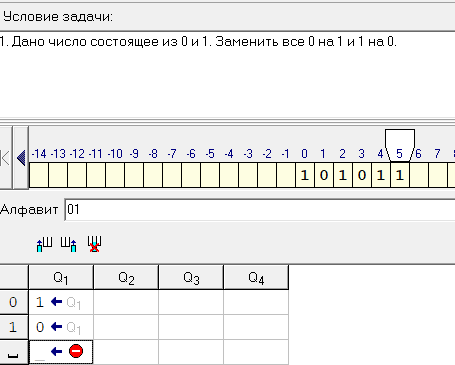 Условие задачи:
1. Дано число состоящее из 0 и 1. Заменить все 0 на 1 и 1 на 0.
-14 -13 -12 -11 -10 -9 -8 -7 -6 -5 -4 -3 -2 -1 0 1 2 3 4 5 6 7 8
1 0 1 0 1 1
Алфавит 01
Q1 Q2 Q3 Q4
0 1 Q1
1 0 Q1
_